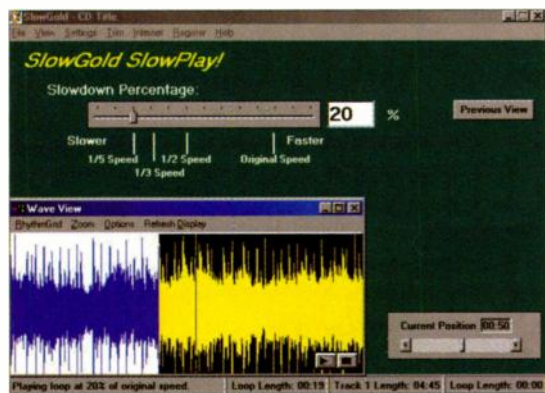 SlowGold - CD Title
File View Settings Trim Internet Register Help
SlowGold SlowPlay!
Slowdown Percentage:
20 %
Previous View
Slower Faster
1/5 Speed 1/2 Speed Original Speed
1/3 Speed
Wave View
RhythmGrid Zoom Options Refresh Display
Current Position 00:50
Playing loop at 20% of original speed. Loop Length: 00:19 Track 1 Length: 04:45 Loop Length: 00:00